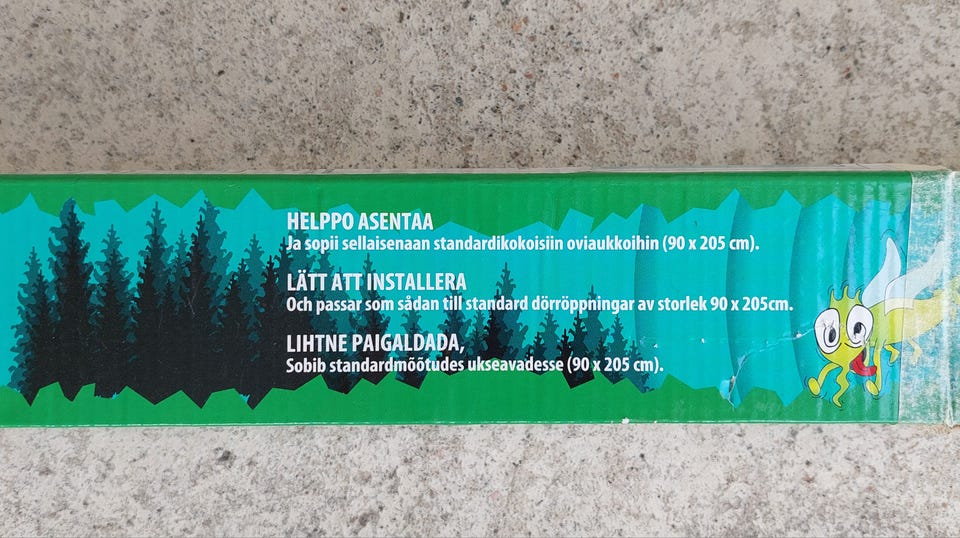 HELPPO ASENTAA
Ja sopii sellaisenaan standardikokoisiin oviaukkoihin (90 x 205 cm).
LÄTT ATT INSTALLERA
Och passar som sådan till standard dörröppningar av storlek 90 x 205cm.
LIHTNE PAIGALDADA,
Sobib standardmõõtudes ukseavadesse (90 x 205 cm).